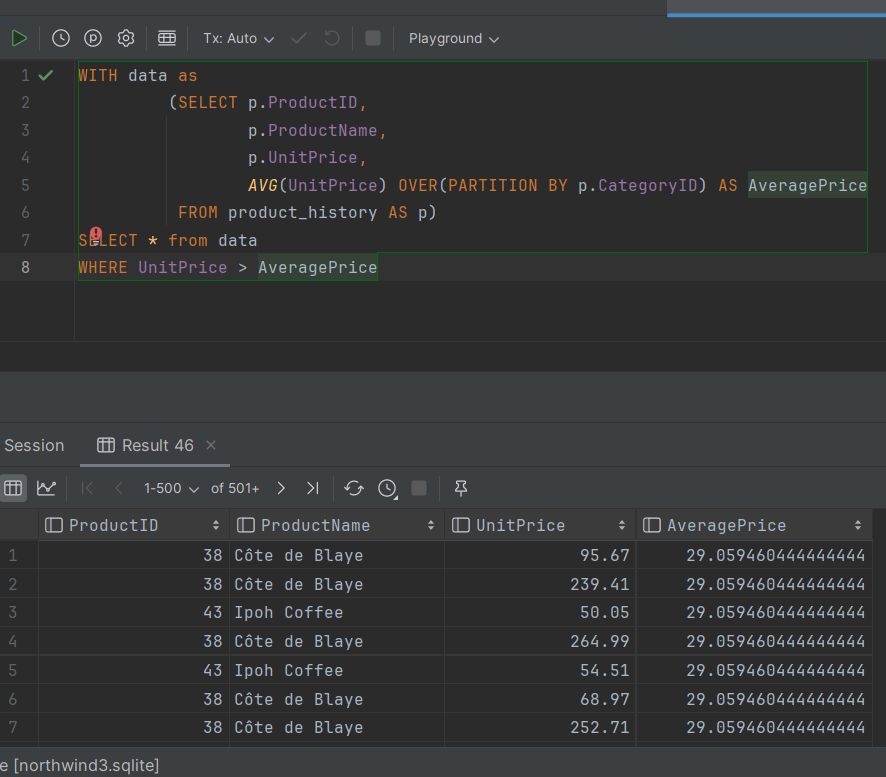 Tx: Auto Playground
1 WITH data as
2 (SELECT p.ProductID,
3 p.ProductName,
4 p.UnitPrice,
5 AVG(UnitPrice) OVER(PARTITION BY p.CategoryID) AS AveragePrice
6 FROM product_history AS p)
7 SELECT * from data
8 WHERE UnitPrice > AveragePrice
Session Result 46
1-500 of 501+
ProductID ProductName UnitPrice AveragePrice
1 38 Côte de Blaye 95.67 29.059460444444444
2 38 Côte de Blaye 239.41 29.059460444444444
3 43 Ipoh Coffee 50.05 29.059460444444444
4 38 Côte de Blaye 264.99 29.059460444444444
5 43 Ipoh Coffee 54.51 29.059460444444444
6 38 Côte de Blaye 68.97 29.059460444444444
7 38 Côte de Blaye 252.71 29.059460444444444
e [northwind3.sqlite]